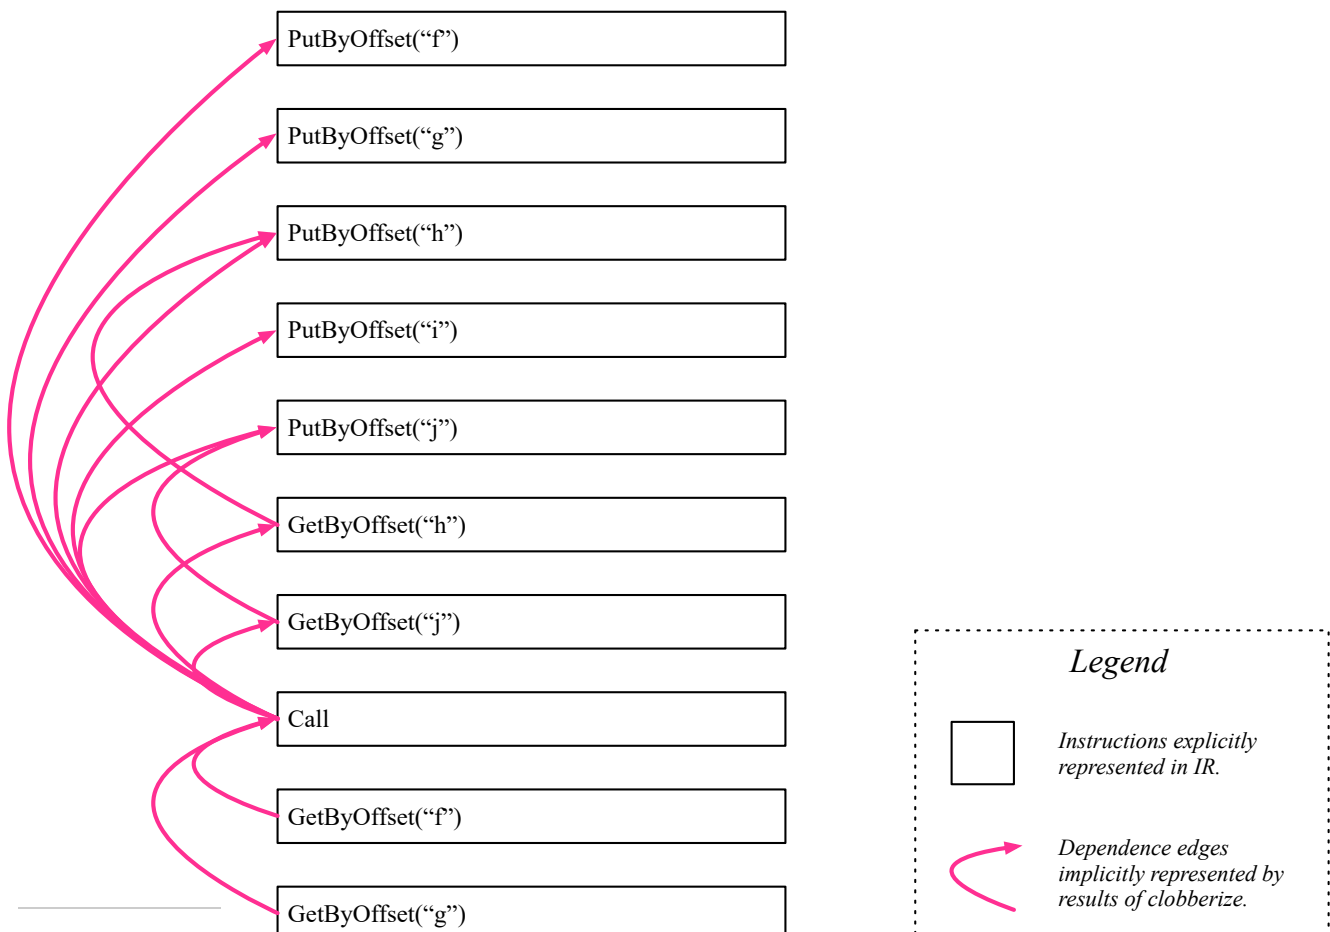 PutByOffset(“f”)
PutByOffset(“g”)
PutByOffset(“h”)
PutByOffset(“i”)
PutByOffset(“j”)
GetByOffset(“h”)
GetByOffset(“j”)
Call
GetByOffset(“f”)
GetByOffset(“g”)
Legend
Instructions explicitly
represented in IR.
Dependence edges
implicitly represented by
results of clobberize.